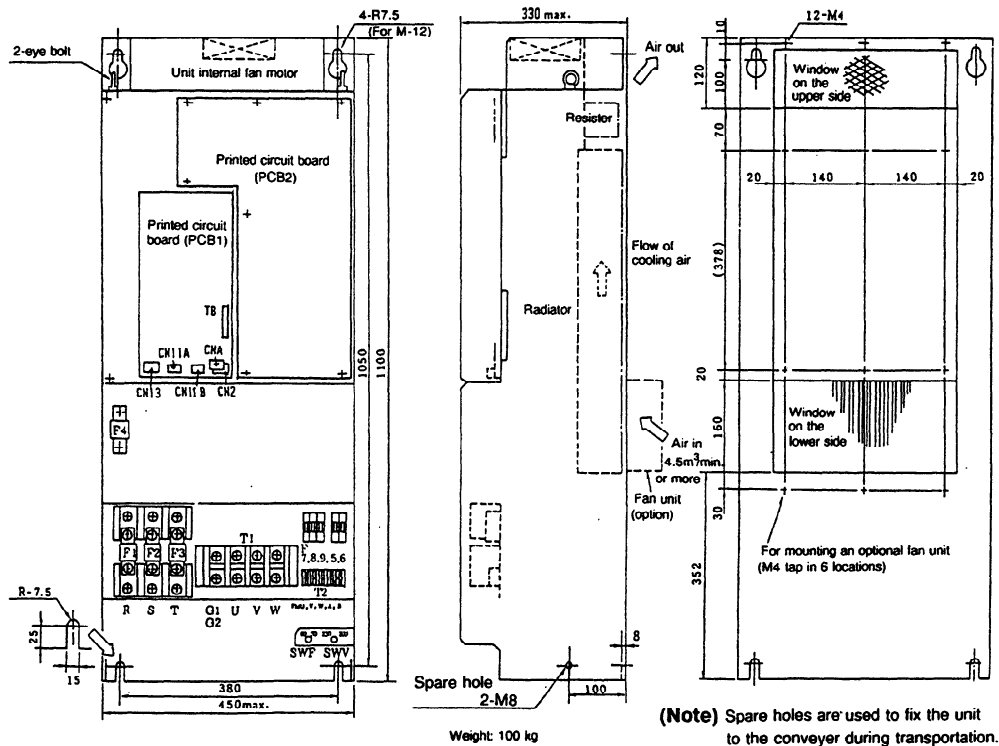 4-R7.5
(For M-12)
2-eye bolt
Unit internal fan motor
Printed circuit board
(PCB2)
Printed circuit
board (PCB1)
TB
CN11A
CNA
CN13
CN11B
CN2
F4
1050
1100
F1
F2
F3
T1
F
7,8,9,5,6
T2
R
S
T
G1
G2
U
V
W
SWF
SWV
R-7.5
25
15
380
450max.
330 max.
Air out
Resister
Flow of
cooling air
Radiator
Air in
4.5m³/min.
or more
Fan unit
(option)
8
100
Spare hole
2-M8
Weight: 100 kg
12-M4
10
120
100
70
Window
on the
upper side
20
140
140
20
(378)
20
160
30
352
Window
on the
lower side
For mounting an optional fan unit
(M4 tap in 6 locations)
(Note) Spare holes are used to fix the unit
to the conveyer during transportation.